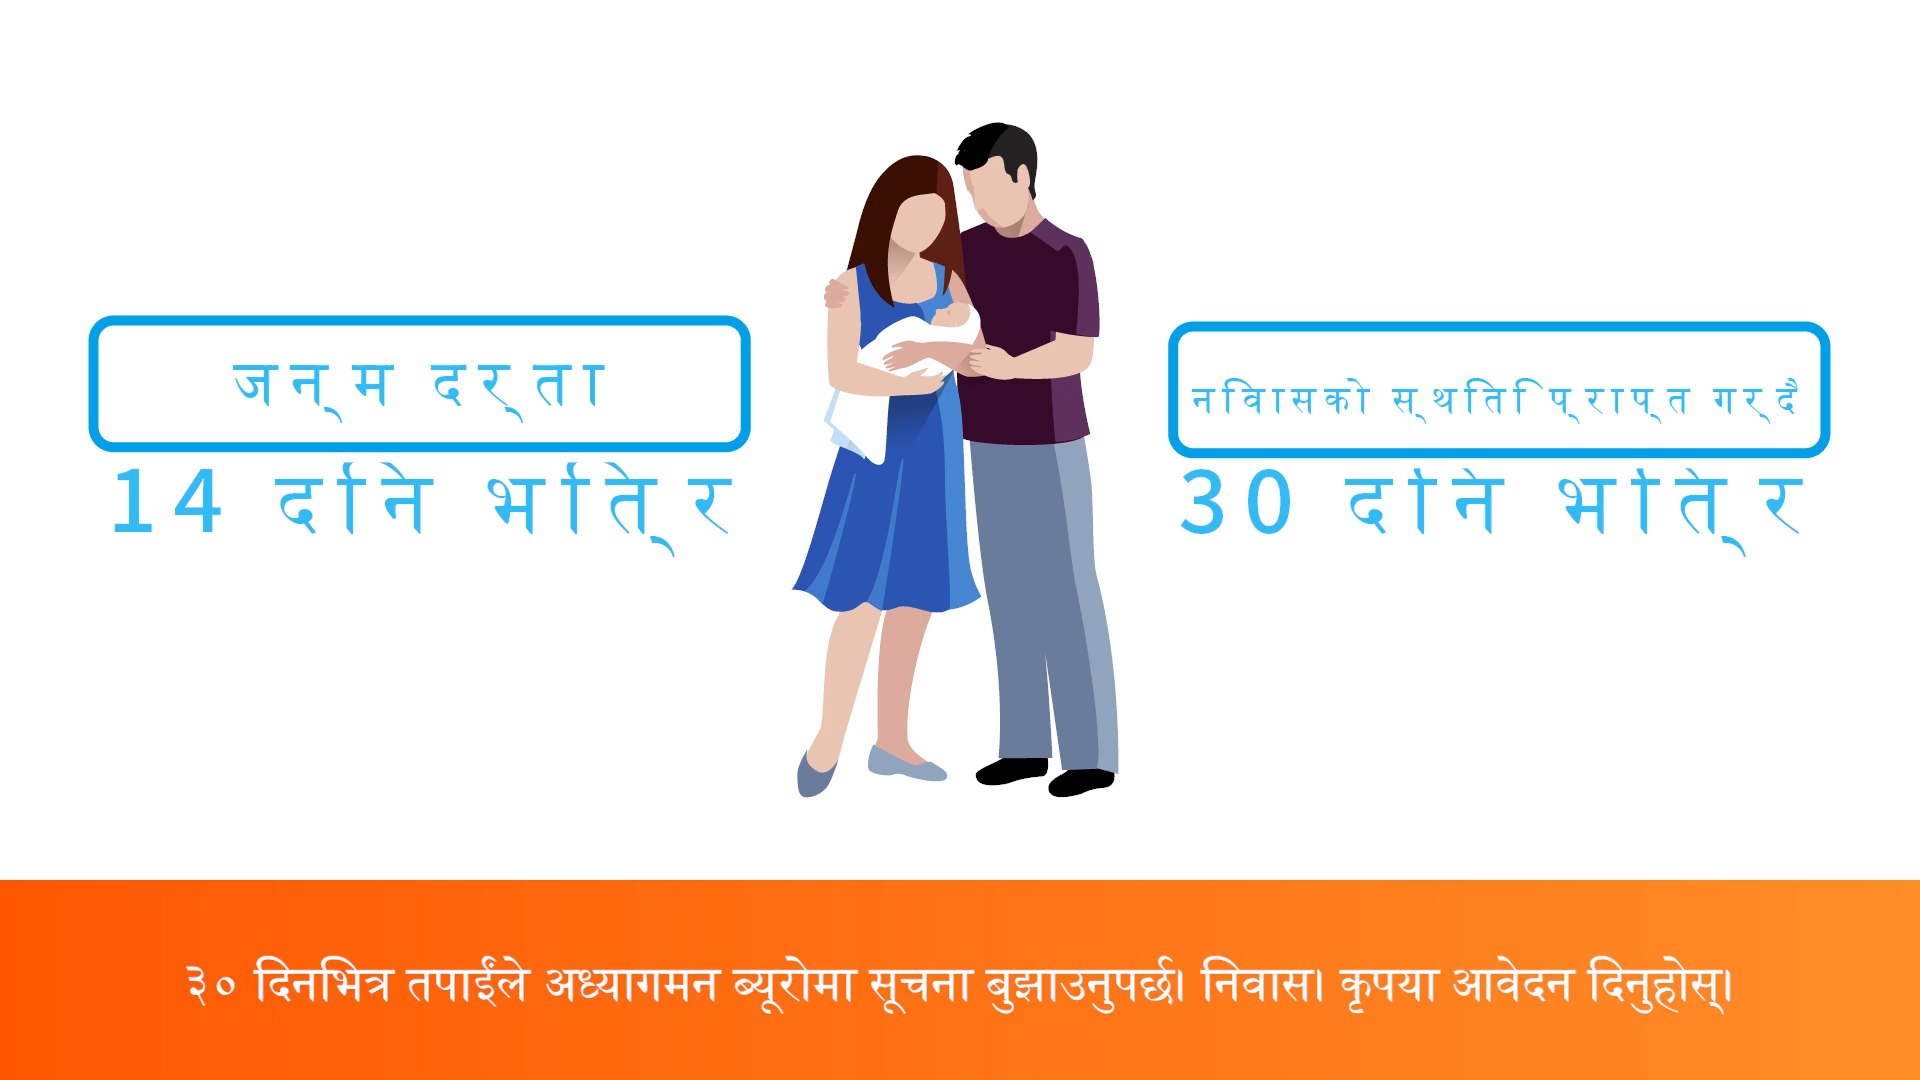 जन्म दर्ता
14 दिन भित्र
निवासको स्थिति प्राप्त गर्दै
30 दिन भित्र
३० दिनभित्र तपाईंले अध्यागमन ब्यूरोमा सूचना बुझाउनुपर्छ। निवास। कृपया आवेदन दिनुहोस्।